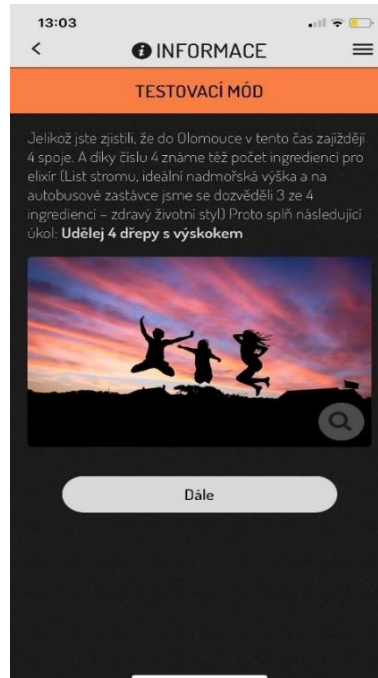 13:03
INFORMACE
TESTOVACÍ MÓD
Jelikož jste zjistili, že do Olomouce v tento čas zajíždějí
4 spoje. A díky číslu 4 známe též počet ingrediencí pro
elixír (List stromu, ideální nadmořská výška a na
autobusové zastávce jsme se dozvěděli 3 ze 4
ingrediencí – zdravý životní styl) Proto splň následující
úkol: Udělej 4 dřepy s výskokem
Dále